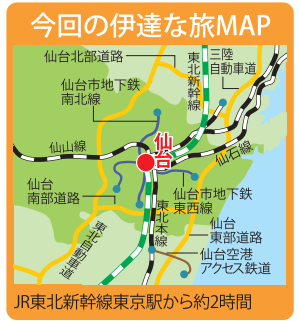 今回の伊達な旅MAP
仙台北部道路
東北新幹線
三陸
自動車道
仙台市地下鉄
南北線
仙山線
仙台
仙石線
仙台
南部道路
仙台市地下鉄
東西線
東北本線
仙台
東部道路
東北自動車道
仙台空港
アクセス鉄道
JR東北新幹線東京駅から約2時間